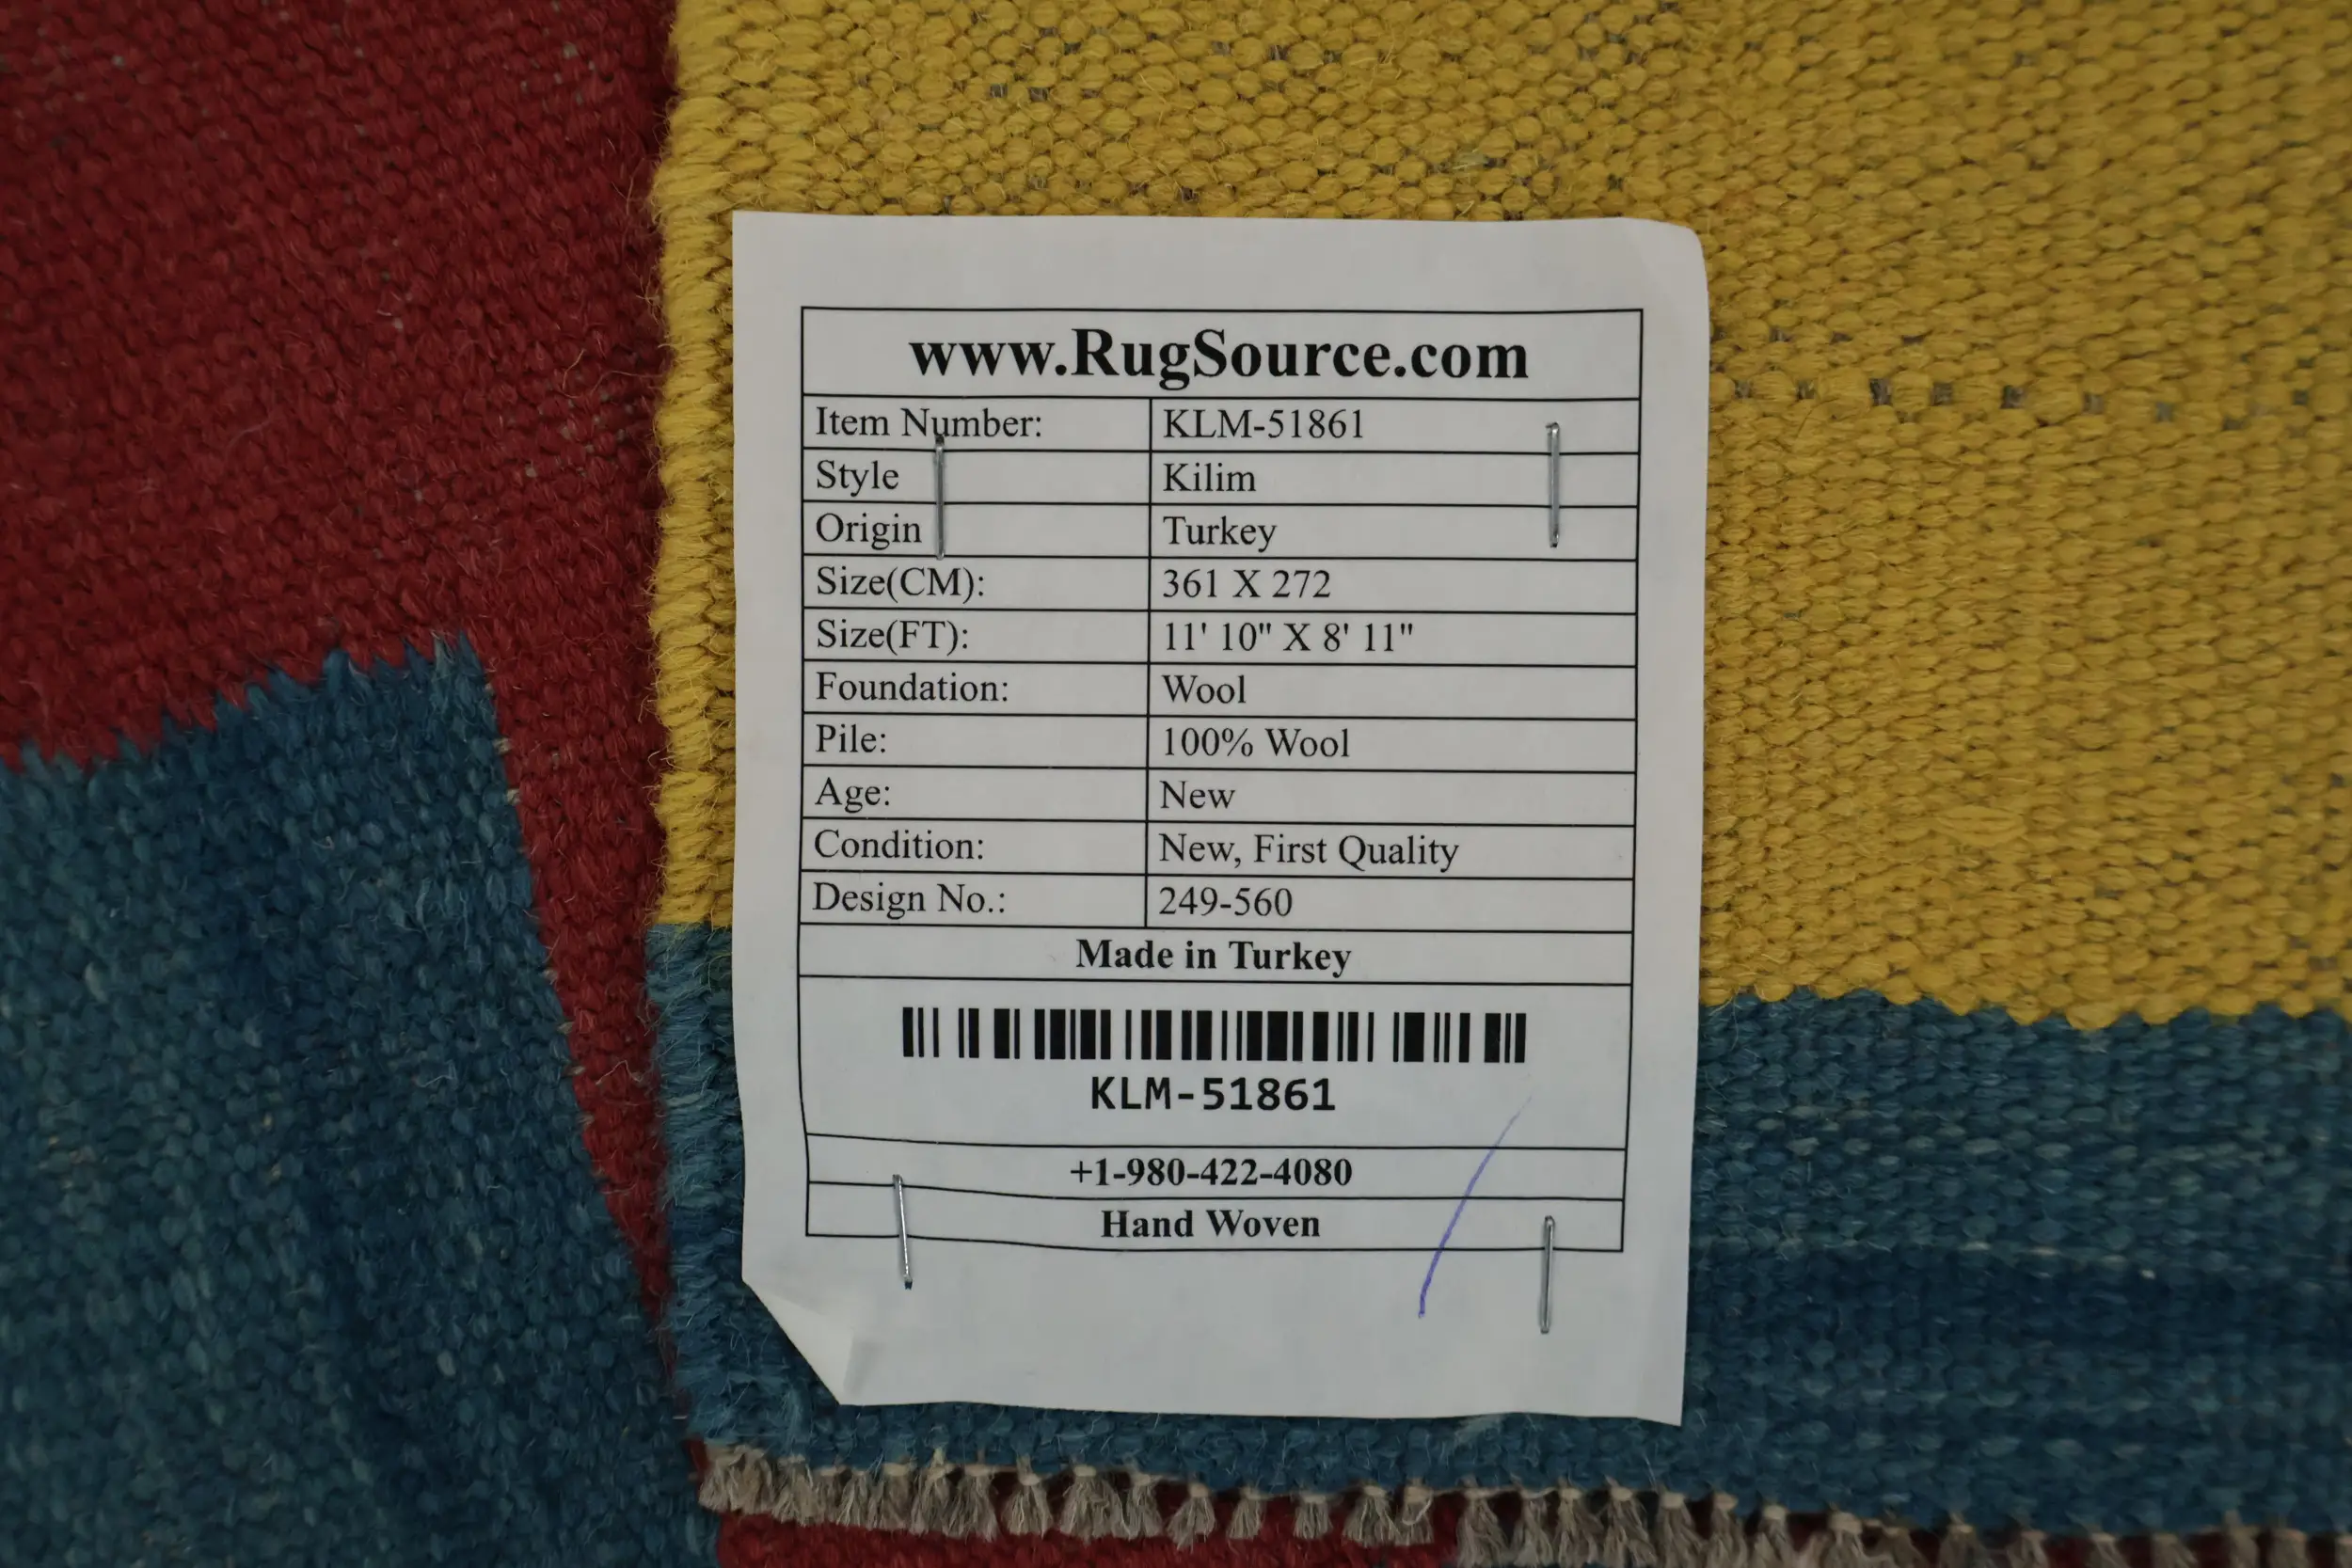 www.RugSource.com
Item Number: KLM-51861
Style Kilim
Origin Turkey
Size(CM): 361 X 272
Size(FT): 11' 10" X 8' 11"
Foundation: Wool
Pile: 100% Wool
Age: New
Condition: New, First Quality
Design No.: 249-560
Made in Turkey
KLM-51861
+1-980-422-4080
Hand Woven